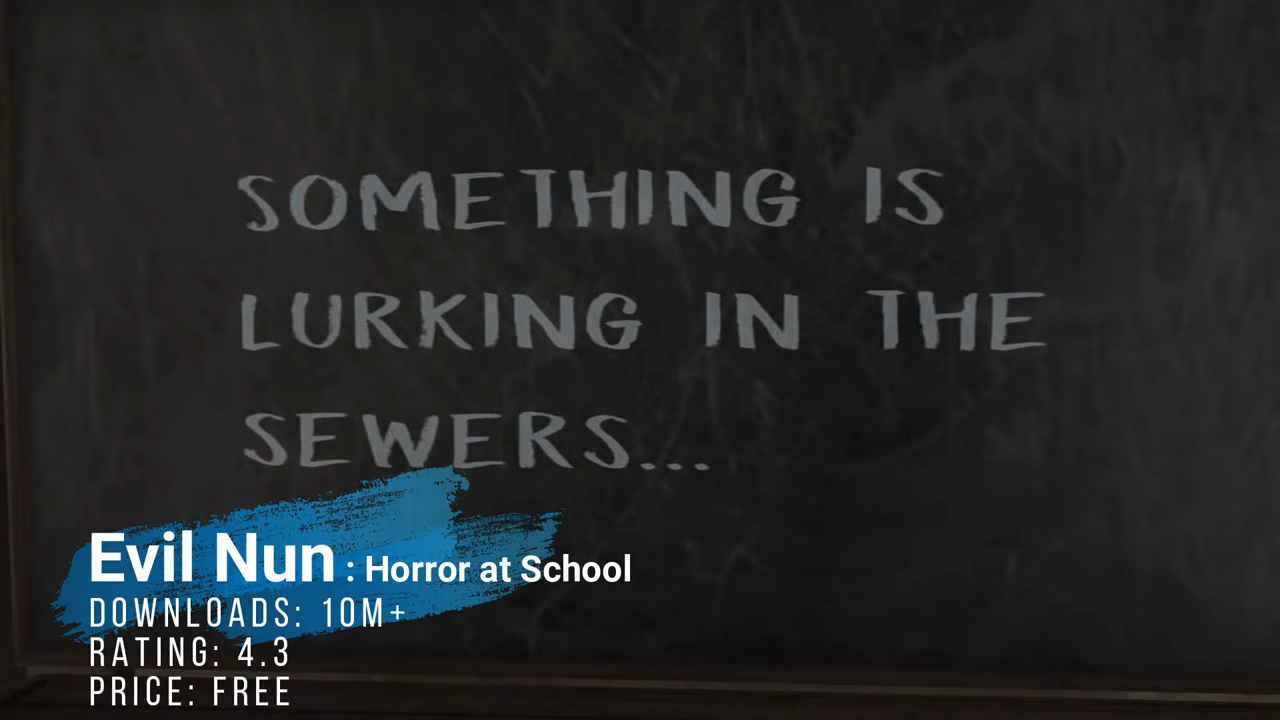 SOMETHING IS
LURKING IN THE
SEWERS...
Evil Nun : Horror at School
DOWNLOADS: 10M+
RATING: 4.3
PRICE: FREE